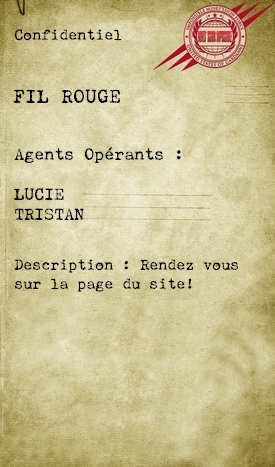 Confidentiel
FIL ROUGE
Agents Opérants :
LUCIE
TRISTAN
Description : Rendez vous
sur la page du site!